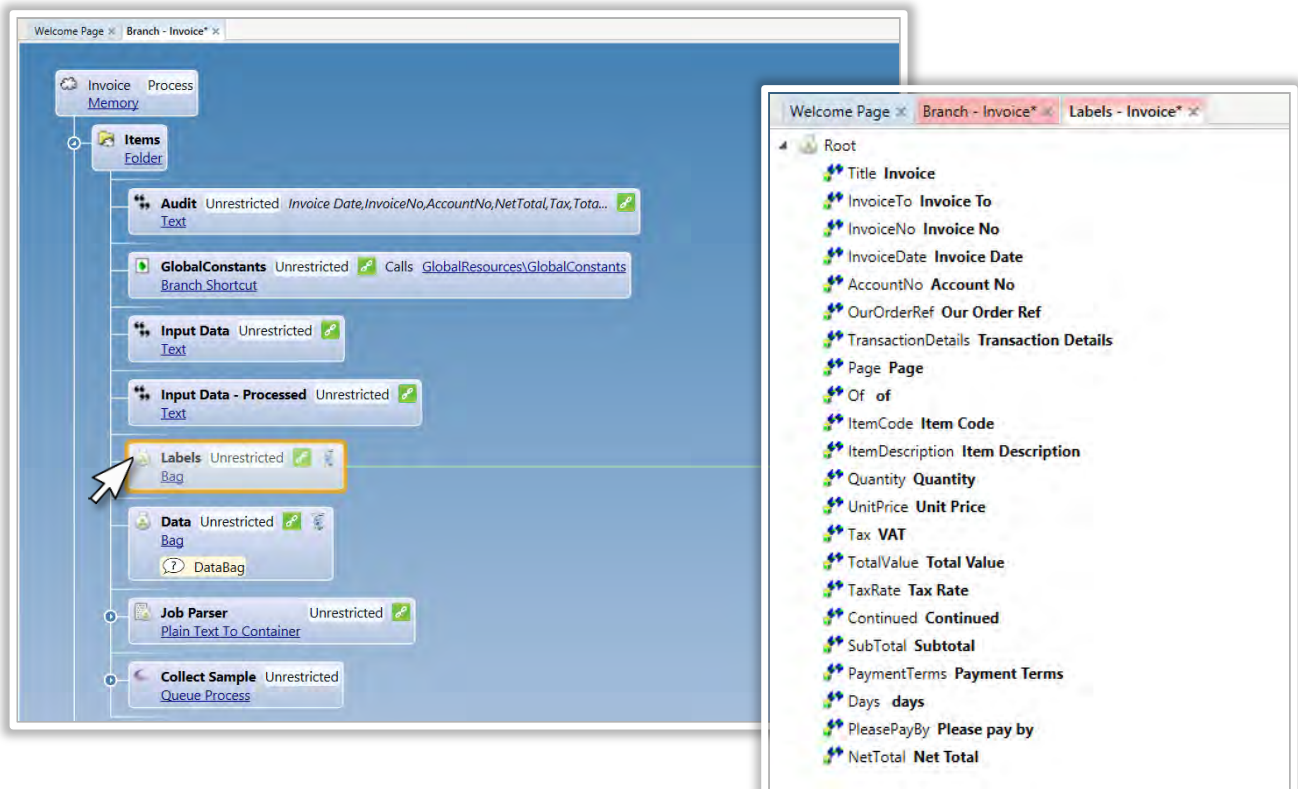 Welcome Page Branch - Invoice*
Invoice Process
Memory
Items
Folder
Audit Unrestricted Invoice Date,InvoiceNo,AccountNo,NetTotal,Tax,Tota...
Text
GlobalConstants Unrestricted Calls GlobalResources\GlobalConstants
Branch Shortcut
Input Data Unrestricted
Text
Input Data - Processed Unrestricted
Text
Labels Unrestricted
Bag
Data Unrestricted
Bag
DataBag
Job Parser Unrestricted
Plain Text To Container
Collect Sample Unrestricted
Queue Process
Welcome Page Branch - Invoice* Labels - Invoice*
Root
Title Invoice
InvoiceTo Invoice To
InvoiceNo Invoice No
InvoiceDate Invoice Date
AccountNo Account No
OurOrderRef Our Order Ref
TransactionDetails Transaction Details
Page Page
Of of
ItemCode Item Code
ItemDescription Item Description
Quantity Quantity
UnitPrice Unit Price
Tax VAT
TotalValue Total Value
TaxRate Tax Rate
Continued Continued
SubTotal Subtotal
PaymentTerms Payment Terms
Days days
PleasePayBy Please pay by
NetTotal Net Total